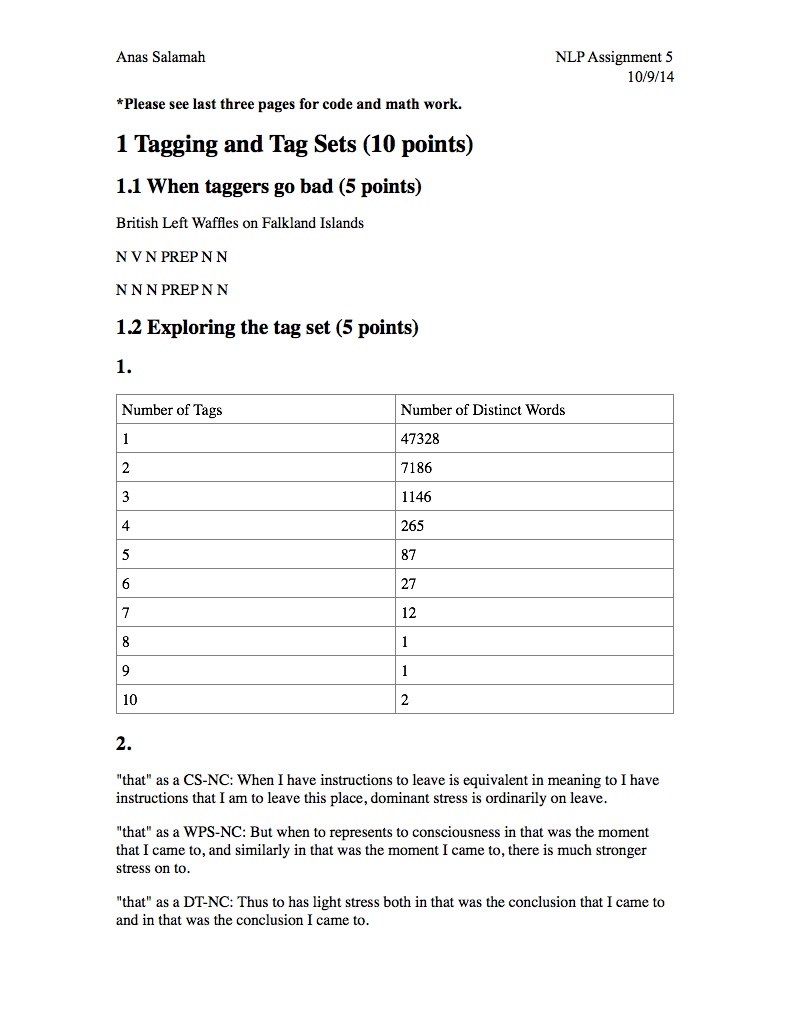 Anas Salamah NLP Assignment 5
10/9/14
*Please see last three pages for code and math work.
1 Tagging and Tag Sets (10 points)
1.1 When taggers go bad (5 points)
British Left Waffles on Falkland Islands
N V N PREP N N
N N N PREP N N
1.2 Exploring the tag set (5 points)
1.
Number of Tags Number of Distinct Words
1 47328
2 7186
3 1146
4 265
5 87
6 27
7 12
8 1
9 1
10 2
2.
"that" as a CS-NC: When I have instructions to leave is equivalent in meaning to I have
instructions that I am to leave this place, dominant stress is ordinarily on leave.
"that" as a WPS-NC: But when to represents to consciousness in that was the moment
that I came to, and similarly in that was the moment I came to, there is much stronger
stress on to.
"that" as a DT-NC: Thus to has light stress both in that was the conclusion that I came to
and in that was the conclusion I came to.